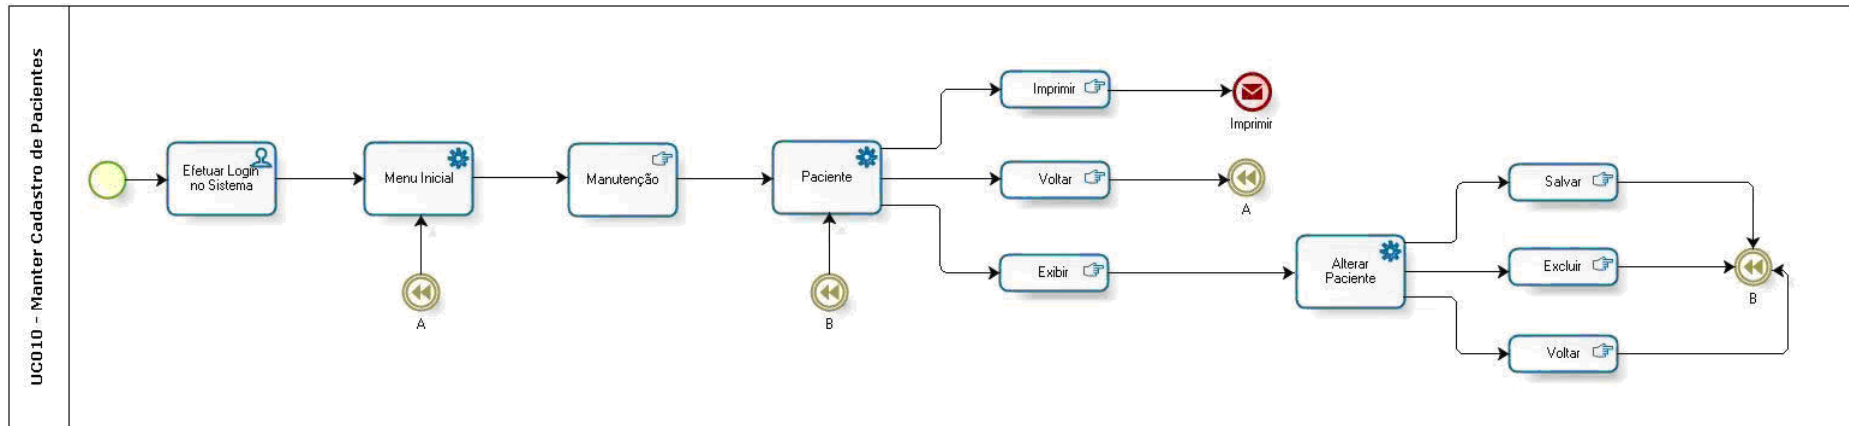 UC010 - Manter Cadastro de Pacientes
Efetuar Login
no Sistema
Menu Inicial
Manutenção
Paciente
Imprimir
Imprimir
Voltar
A
Exibir
Alterar
Paciente
Salvar
Excluir
Voltar
B
A
B